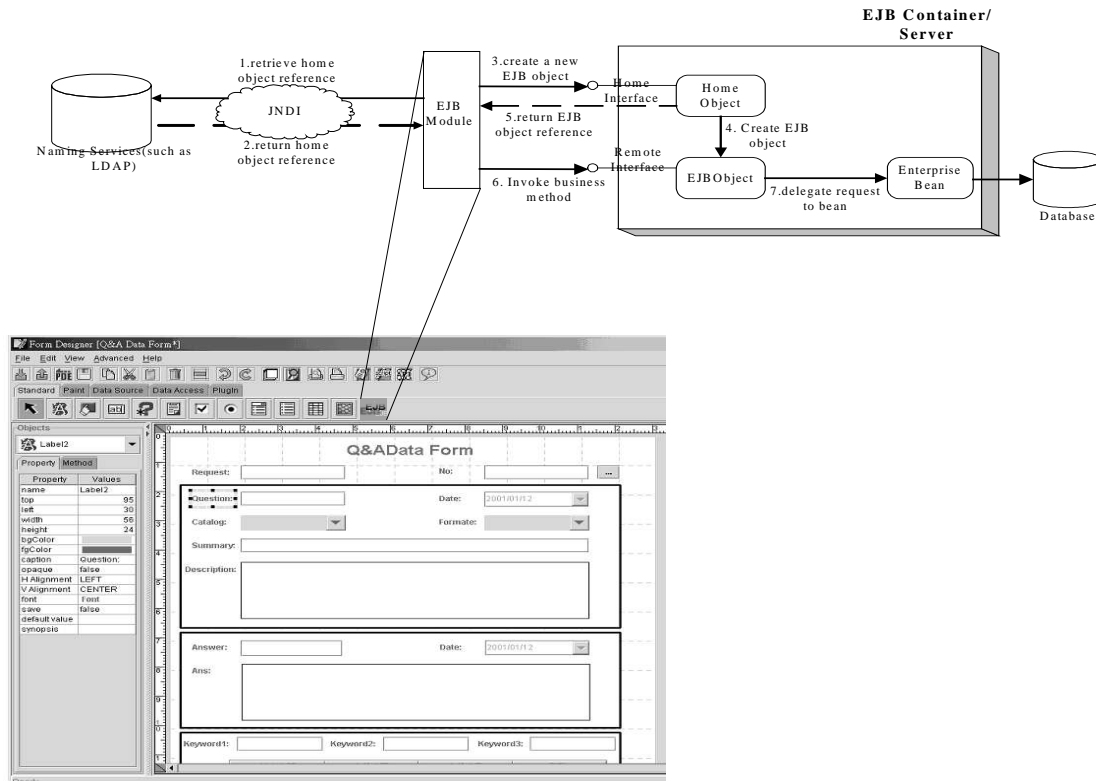 EJB Container/
Server
1.retrieve home
object reference
JNDI
2.return home
object reference
Naming Services(such as
LDAP)
EJB
Module
3.create a new
EJB object
Home
Interface
5.return EJB
object reference
Home
Object
4. Create EJB
object
Remote
Interface
6. Invoke business
method
EJBObject
7.delegate request
to bean
Enterprise
Bean
Database
Form Designer [Q&A Data Form*]
File Edit View Advanced Help
Standard Paint Data Source Data Access PlugIn
EJB
Objects
Label2
Property Method
Property Values
name Label2
top 95
left 30
width 56
height 24
bgColor
fgColor
caption Question:
opaque false
H Alignment LEFT
V Alignment CENTER
font Font
save false
default value
synopsis
Q&AData Form
Request: No: ...
Question: Date: 2001/01/12
Catalog: Formate:
Summary:
Description:
Answer: Date: 2001/01/12
Ans:
Keyword1: Keyword2: Keyword3: